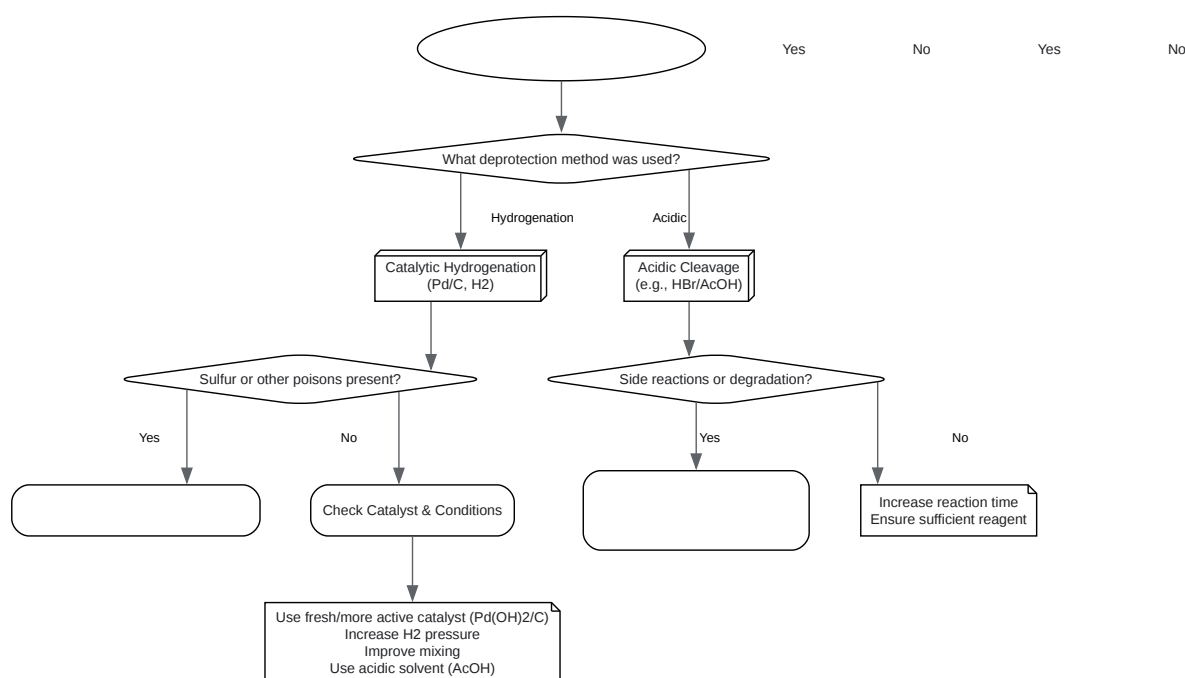 Yes
No
Yes
No
What deprotection method was used?
Hydrogenation
Acidic
Catalytic Hydrogenation
(Pd/C, H2)
Acidic Cleavage
(e.g., HBr/AcOH)
Sulfur or other poisons present?
Side reactions or degradation?
Yes
No
Yes
No
Check Catalyst & Conditions
Increase reaction time
Ensure sufficient reagent
Use fresh/more active catalyst (Pd(OH)2/C)
Increase H2 pressure
Improve mixing
Use acidic solvent (AcOH)